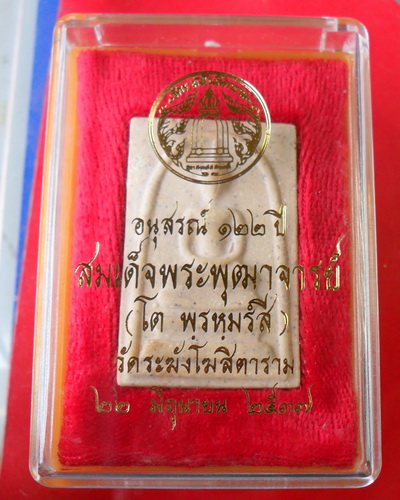 อนุสรณ์ ๑๒๒ ปี
สมเด็จพระพุฒาจารย์
(โต พรหมรํสี)
วัดระฆังโฆสิตาราม
๒๒ มิถุนายน ๒๕๓๗